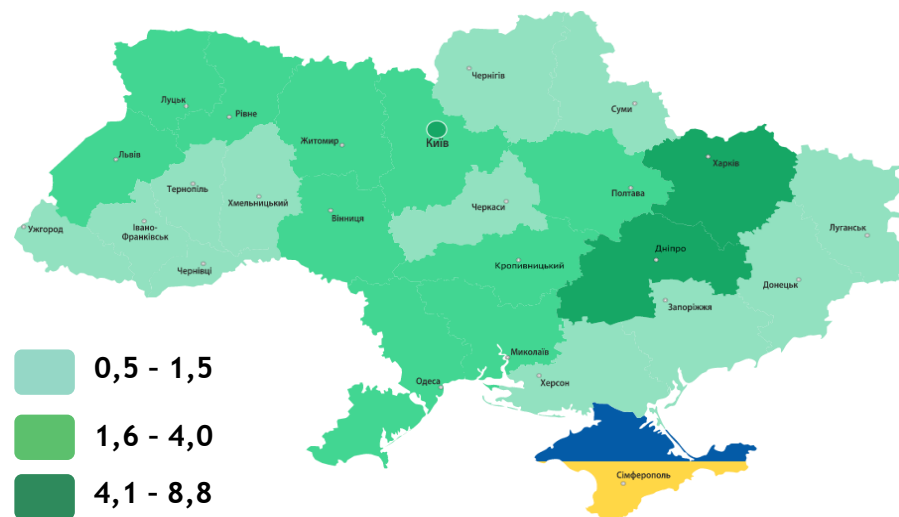 Чернігів
Луцьк
Суми
Рівне
Житомир
Київ
Львів
Харків
Тернопіль
Полтава
Хмельницький
Черкаси
Вінниця
Ужгород
Івано-
Франківськ
Луганськ
Дніпро
Чернівці
Кропивницький
Донецьк
Запоріжжя
Миколаїв
0,5 - 1,5
Одеса
Херсон
1,6 - 4,0
Сімферополь
4,1 - 8,8